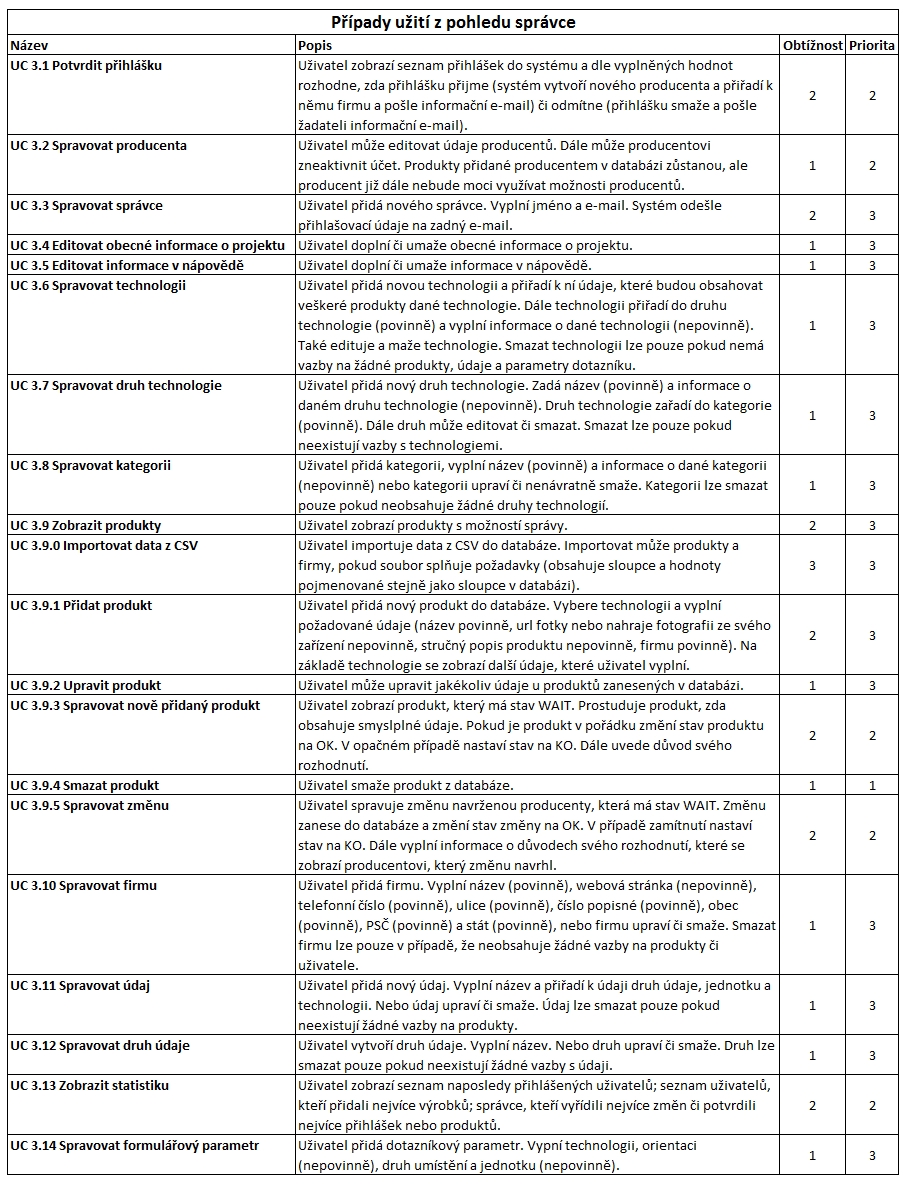 Případy užití z pohledu správce
Název Popis Obtížnost Priorita
UC 3.1 Potvrdit přihlášku Uživatel zobrazí seznam přihlášek do systému a dle vyplněných hodnot
rozhodne, zda přihlášku přijme (systém vytvoří nového producenta a přiřadí k
němu firmu a pošle informační e-mail) či odmítne (přihlášku smaže a pošle
žadateli informační e-mail). 2 2
UC 3.2 Spravovat producenta Uživatel může editovat údaje producentů. Dále může producentovi
zneaktivnit účet. Produkty přidané producentem v databázi zůstanou, ale
producent již dále nebude moci využívat možnosti producentů. 1 2
UC 3.3 Spravovat správce Uživatel přidá nového správce. Vyplní jméno a e-mail. Systém odešle
přihlašovací údaje na zadný e-mail. 2 3
UC 3.4 Editovat obecné informace o projektu Uživatel doplní či umaže obecné informace o projektu. 1 3
UC 3.5 Editovat informace v nápovědě Uživatel doplní či umaže informace v nápovědě. 1 3
UC 3.6 Spravovat technologii Uživatel přidá novou technologii a přiřadí k ní údaje, které budou obsahovat
veškeré produkty dané technologie. Dále technologii přiřadí do druhu
technologie (povinně) a vyplní informace o dané technologii (nepovinně).
Také edituje a maže technologie. Smazat technologii lze pouze pokud nemá
vazby na žádné produkty, údaje a parametry dotazníku. 1 3
UC 3.7 Spravovat druh technologie Uživatel přidá nový druh technologie. Zadá název (povinně) a informace o
daném druhu technologie (nepovinně). Druh technologie zařadí do kategorie
(povinně). Dále druh může editovat či smazat. Smazat lze pouze pokud
neexistují vazby s technologiemi. 1 3
UC 3.8 Spravovat kategorii Uživatel přidá kategorii, vyplní název (povinně) a informace o dané kategorii
(nepovinně) nebo kategorii upraví či nenávratně smaže. Kategorii lze smazat
pouze pokud neobsahuje žádné druhy technologií. 1 3
UC 3.9 Zobrazit produkty Uživatel zobrazí produkty s možností správy. 2 3
UC 3.9.0 Importovat data z CSV Uživatel importuje data z CSV do databáze. Importovat může produkty a
firmy, pokud soubor splňuje požadavky (obsahuje sloupce a hodnoty
pojmenované stejně jako sloupce v databázi). 3 3
UC 3.9.1 Přidat produkt Uživatel přidá nový produkt do databáze. Vybere technologii a vyplní
požadované údaje (název povinně, url fotky nebo nahraje fotografii ze svého
zařízení nepovinně, stručný popis produktu nepovinně, firmu povinně). Na
základě technologie se zobrazí další údaje, které uživatel vyplní. 2 3
UC 3.9.2 Upravit produkt Uživatel může upravit jakékoliv údaje u produktů zanesených v databázi. 1 3
UC 3.9.3 Spravovat nově přidaný produkt Uživatel zobrazí produkt, který má stav WAIT. Prostuduje produkt, zda
obsahuje smyslplné údaje. Pokud je produkt v pořádku změní stav produktu
na OK. V opačném případě nastaví stav na KO. Dále uvede důvod svého
rozhodnutí. 2 2
UC 3.9.4 Smazat produkt Uživatel smaže produkt z databáze. 1 1
UC 3.9.5 Spravovat změnu Uživatel spravuje změnu navrženou producenty, která má stav WAIT. Změnu
zanese do databáze a změní stav změny na OK. V případě zamítnutí nastaví
stav na KO. Dále vyplní informace o důvodech svého rozhodnutí, které se
zobrazí producentovi, který změnu navrhl. 2 2
UC 3.10 Spravovat firmu Uživatel přidá firmu. Vyplní název (povinně), webová stránka (nepovinně),
telefonní číslo (povinně), ulice (povinně), číslo popisné (povinně), obec
(povinně), PSČ (povinně) a stát (povinně), nebo firmu upraví či smaže. Smazat
firmu lze pouze v případě, že neobsahuje žádné vazby na produkty či
uživatele. 1 3
UC 3.11 Spravovat údaj Uživatel přidá nový údaj. Vyplní název a přiřadí k údaji druh údaje, jednotku a
technologii. Nebo údaj upraví či smaže. Údaj lze smazat pouze pokud
neexistují žádné vazby na produkty. 1 3
UC 3.12 Spravovat druh údaje Uživatel vytvoří druh údaje. Vyplní název. Nebo druh upraví či smaže. Druh lze
smazat pouze pokud neexistují žádné vazby s údaji. 1 3
UC 3.13 Zobrazit statistiku Uživatel zobrazí seznam naposledy přihlášených uživatelů; seznam uživatelů,
kteří přidali nejvíce výrobků; správce, kteří vyřídili nejvíce změn či potvrdili
nejvíce přihlášek nebo produktů. 2 2
UC 3.14 Spravovat formulářový parametr Uživatel přidá dotazníkový parametr. Vypní technologii, orientaci
(nepovinně), druh umístění a jednotku (nepovinně). 1 3